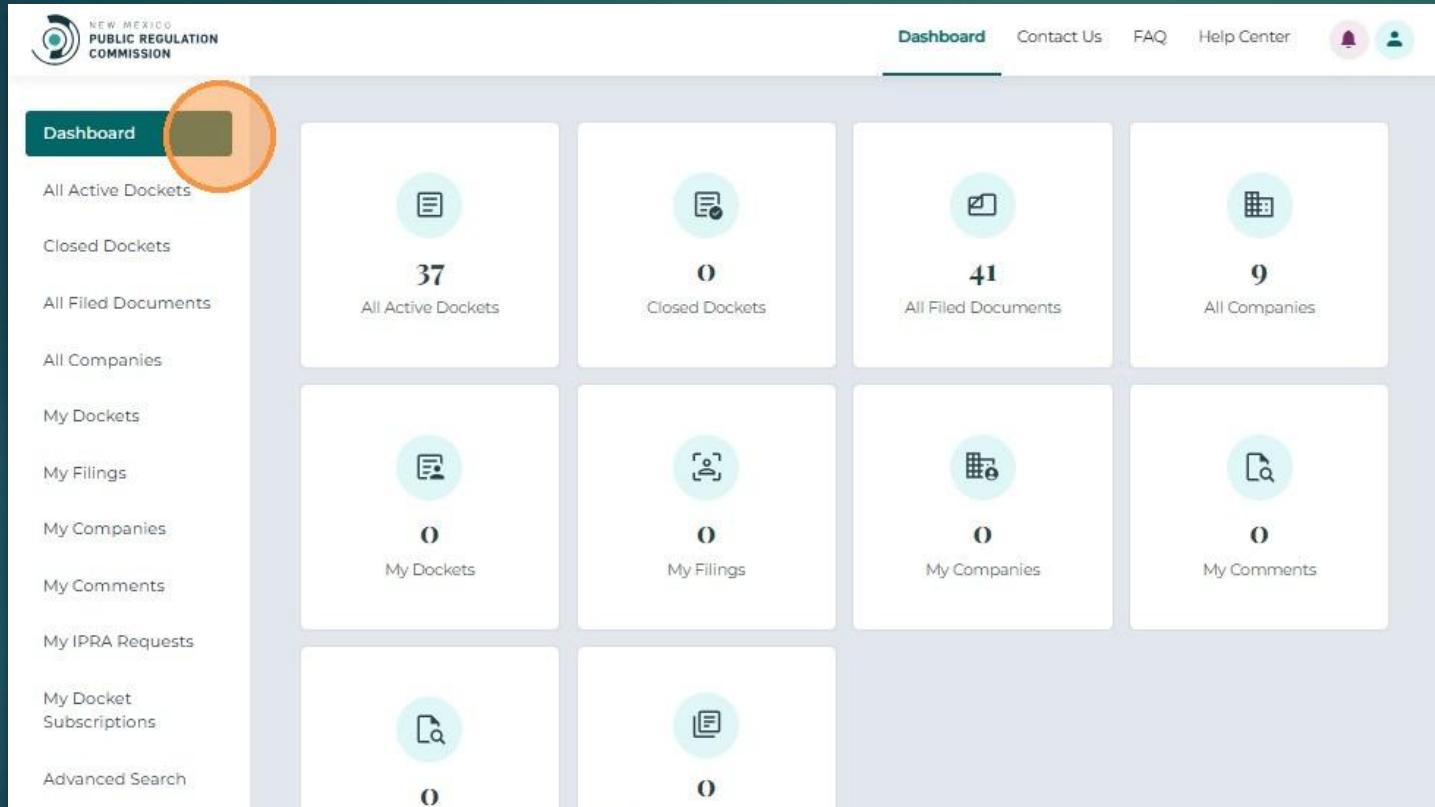 NEW MEXICO
PUBLIC REGULATION
COMMISSION
Dashboard Contact Us FAQ Help Center
Dashboard
All Active Dockets
Closed Dockets
All Filed Documents
All Companies
My Dockets
My Filings
My Companies
My Comments
My IPRA Requests
My Docket
Subscriptions
Advanced Search
37
All Active Dockets
0
Closed Dockets
41
All Filed Documents
9
All Companies
0
My Dockets
0
My Filings
0
My Companies
0
My Comments
0
0